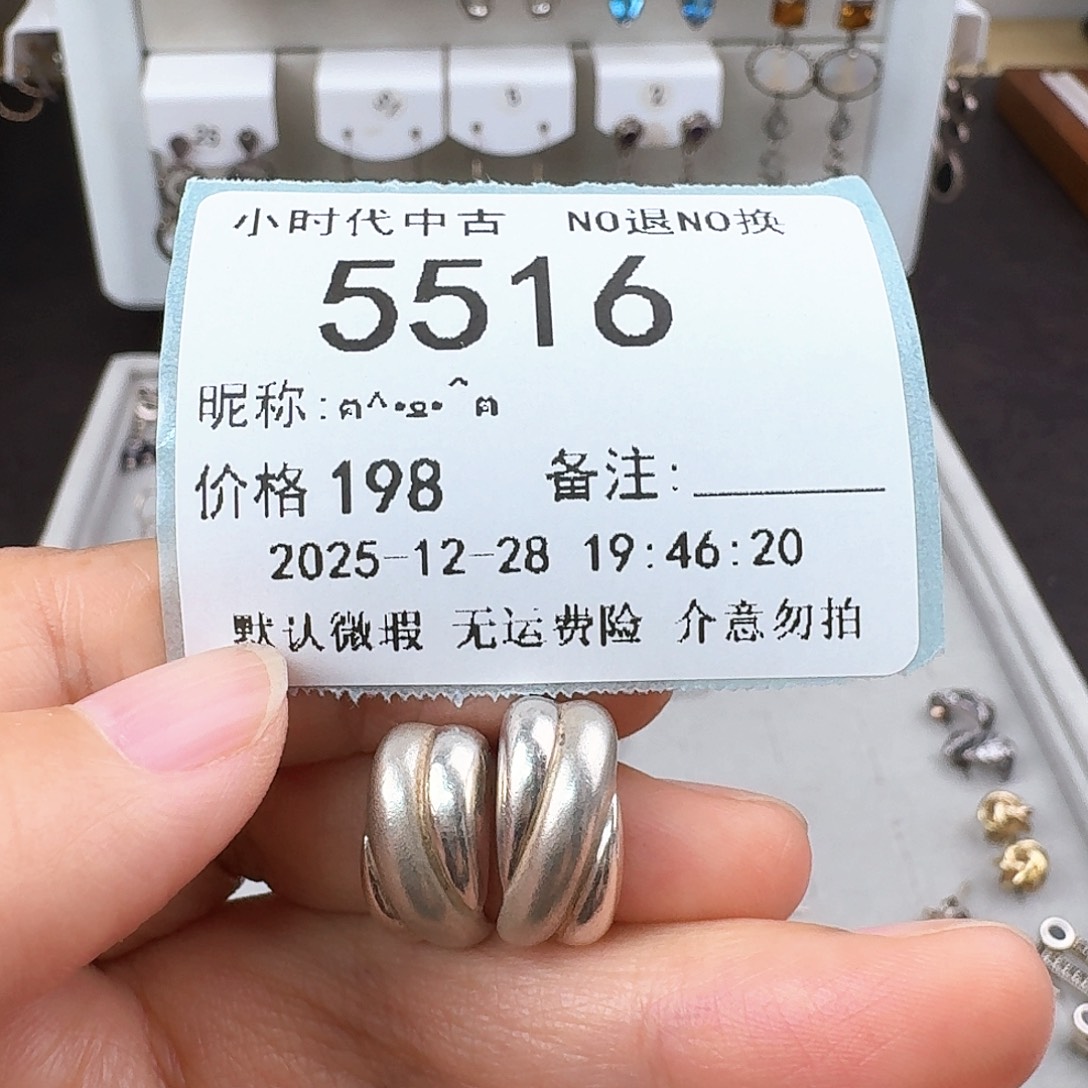 小时代中古 NO退NO换
5516
昵称:ฅ^•ﻌ•^ฅ
价格 198 备注:________
2025-12-28 19:46:20
默认微瑕 无运费险 介意勿拍